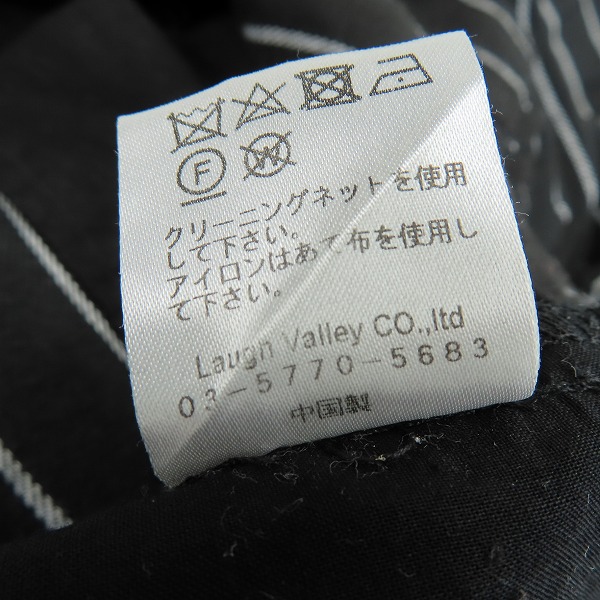 F W
クリーニングネットを使用
して下さい。
アイロンはあて布を使用し
て下さい。
Laugh Valley CO.,ltd
03-5770-5683
中国製